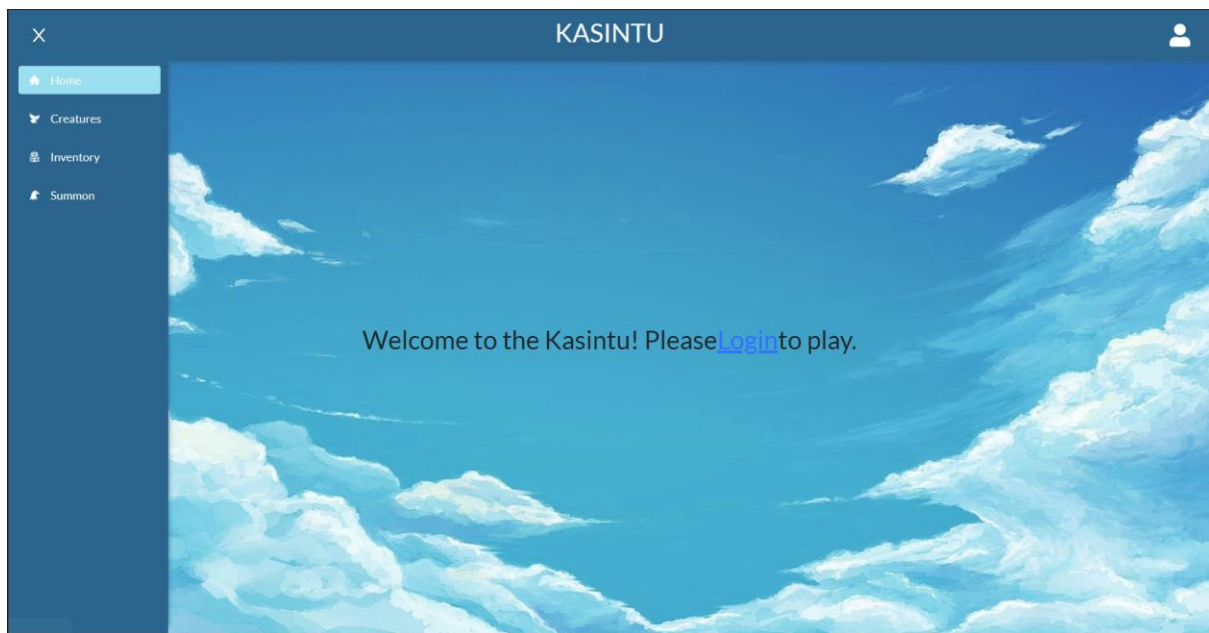 KASINTU
Home
Creatures
Inventory
Summon
Welcome to the Kasintu! PleaseLoginto play.